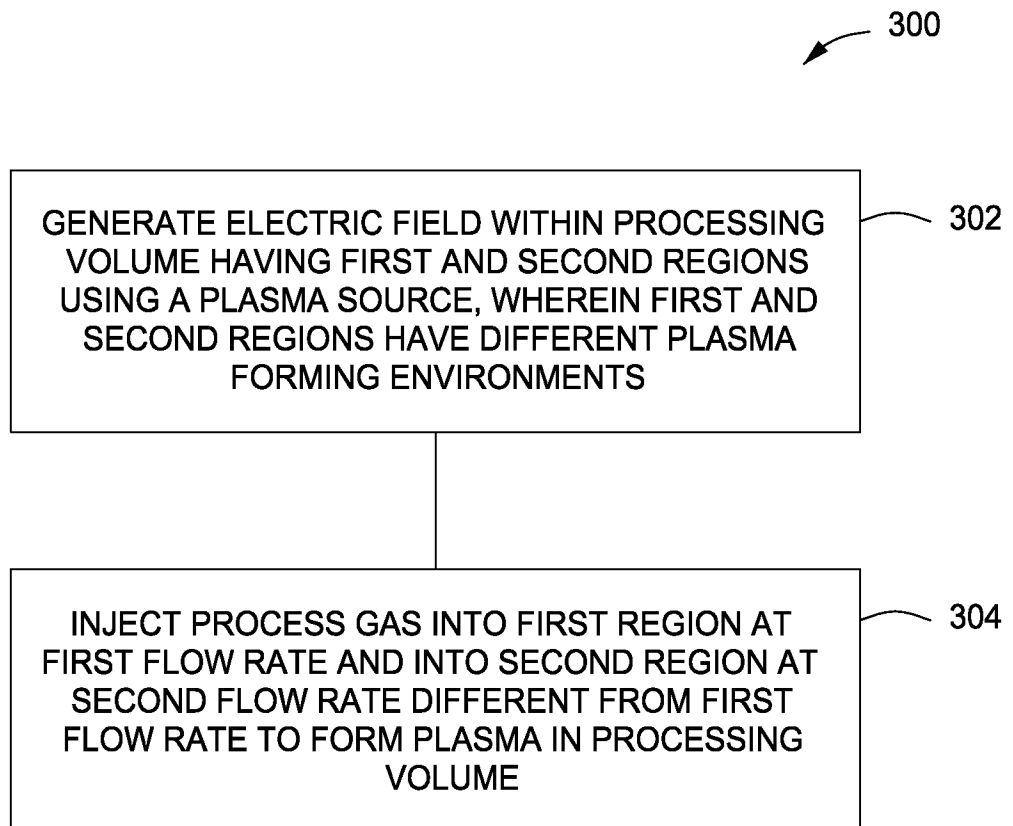 300
GENERATE ELECTRIC FIELD WITHIN PROCESSING
VOLUME HAVING FIRST AND SECOND REGIONS
USING A PLASMA SOURCE, WHEREIN FIRST AND
SECOND REGIONS HAVE DIFFERENT PLASMA
FORMING ENVIRONMENTS
302
INJECT PROCESS GAS INTO FIRST REGION AT
FIRST FLOW RATE AND INTO SECOND REGION AT
SECOND FLOW RATE DIFFERENT FROM FIRST
FLOW RATE TO FORM PLASMA IN PROCESSING
VOLUME
304